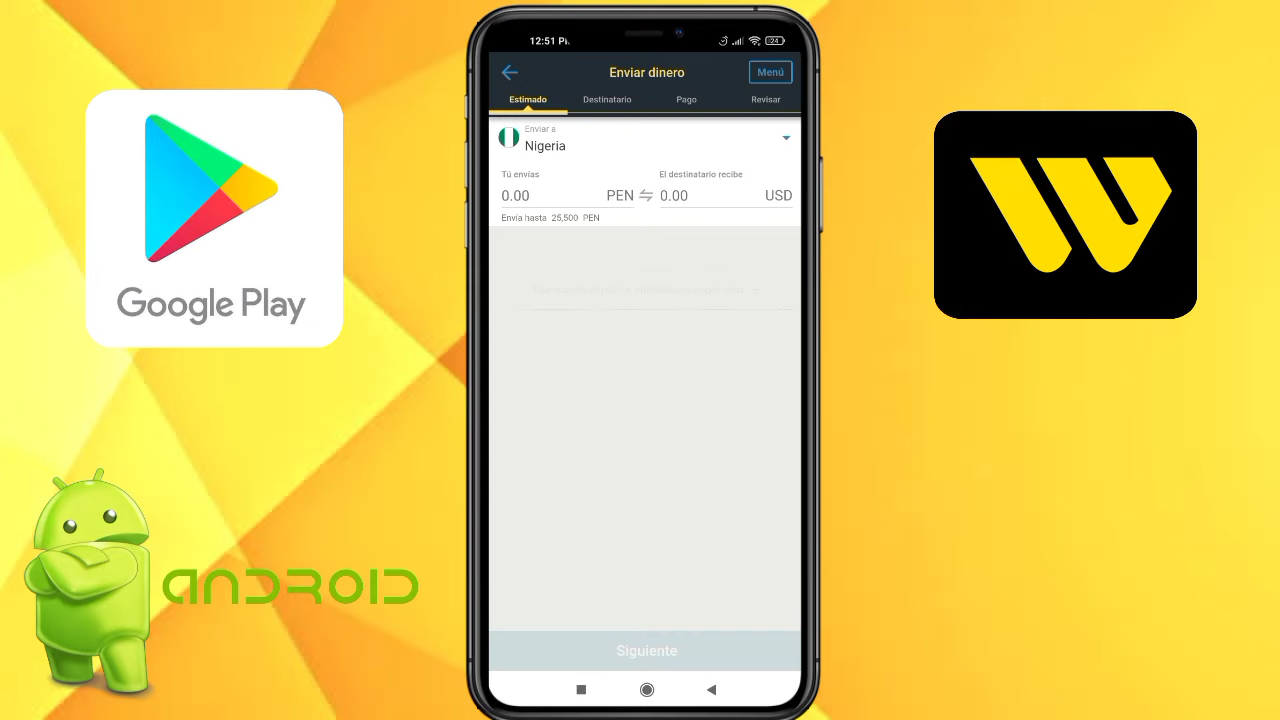 12:51 P
24
Enviar dinero
Menú
Estimado
Destinatario
Pago
Revisar
Enviar a
Nigeria
Tú envías
El destinatario recibe
0.00 PEN
0.00 USD
Envía hasta 25,500 PEN
Siguiente
Google Play
ANDROID